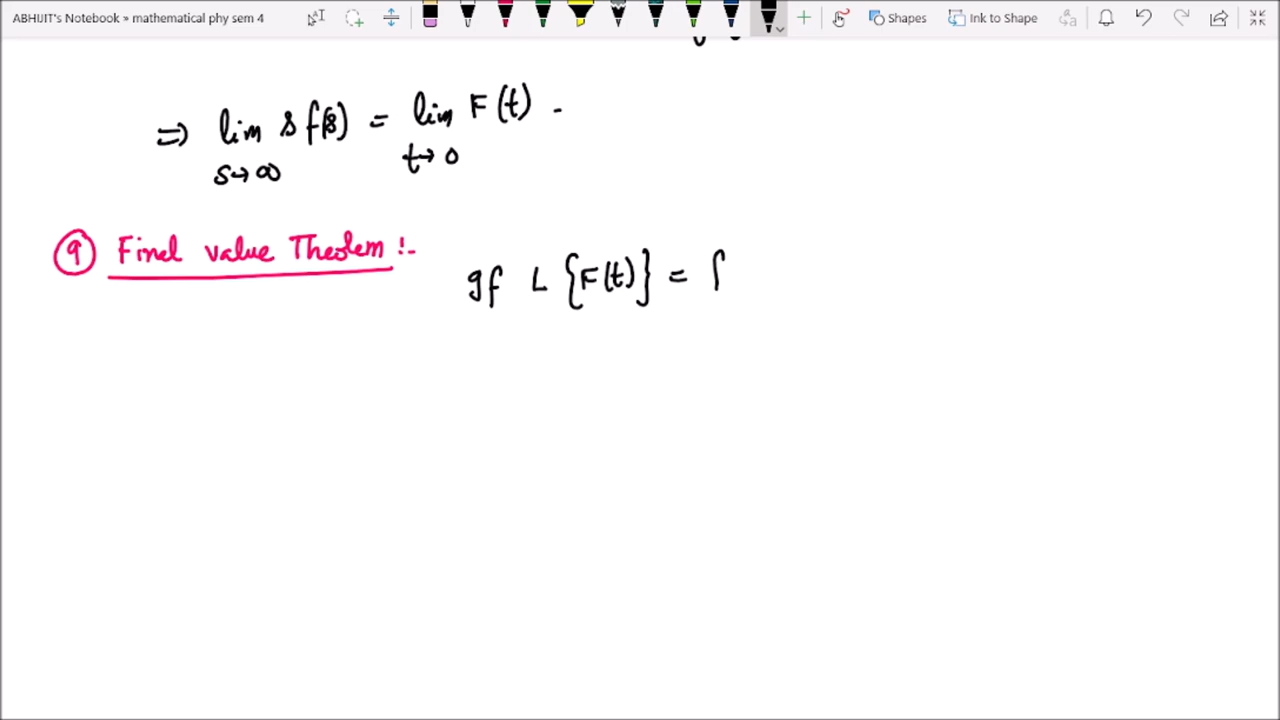 ABHIJIT's Notebook » mathematical phy sem 4
Shapes
Ink to Shape
⇒ lim s f(s) = lim F(t) -
s→∞ t→0
⑨ Final value Theorem :-
If L {F(t)} = f